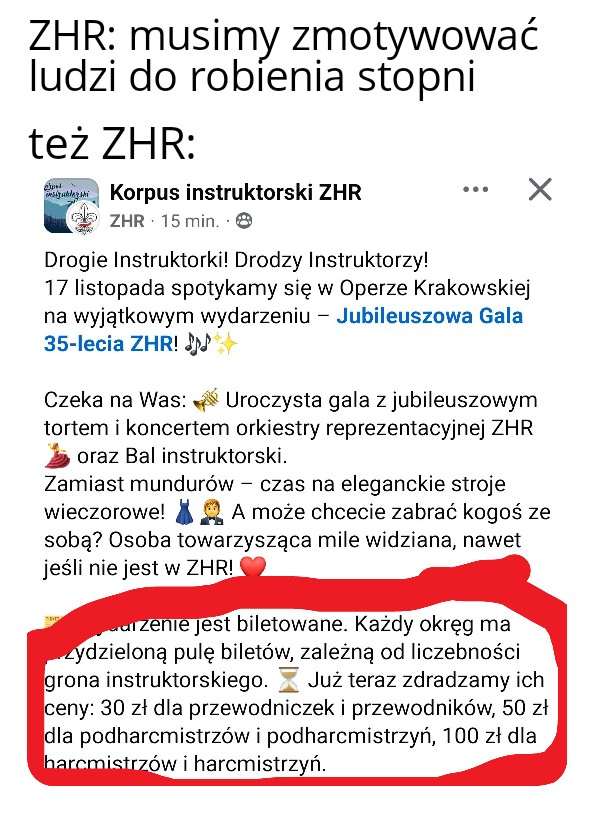 ZHR: musimy zmotywować
ludzi do robienia stopni
też ZHR:
Korpus instruktorski ZHR
ZHR · 15 min. ·
Drogie Instruktorki! Drodzy Instruktorzy!
17 listopada spotykamy się w Operze Krakowskiej
na wyjątkowym wydarzeniu – Jubileuszowa Gala
35-lecia ZHR! 🎶✨
Czeka na Was: 🎺 Uroczysta gala z jubileuszowym
tortem i koncertem orkiestry reprezentacyjnej ZHR
💃 oraz Bal instruktorski.
Zamiast mundurów – czas na eleganckie stroje
wieczorowe! 👗🤵 A może chcecie zabrać kogoś ze
sobą? Osoba towarzysząca mile widziana, nawet
jeśli nie jest w ZHR! ❤️
jest biletowane. Każdy okręg ma
pulę biletów, zależną od liczebności
grona instruktorskiego. ⏳ Już teraz zdradzamy ich
ceny: 30 zł dla przewodniczek i przewodników, 50 zł
dla podharcmistrzów i podharcmistrzyń, 100 zł dla
harcmistrzów i harcmistrzyń.